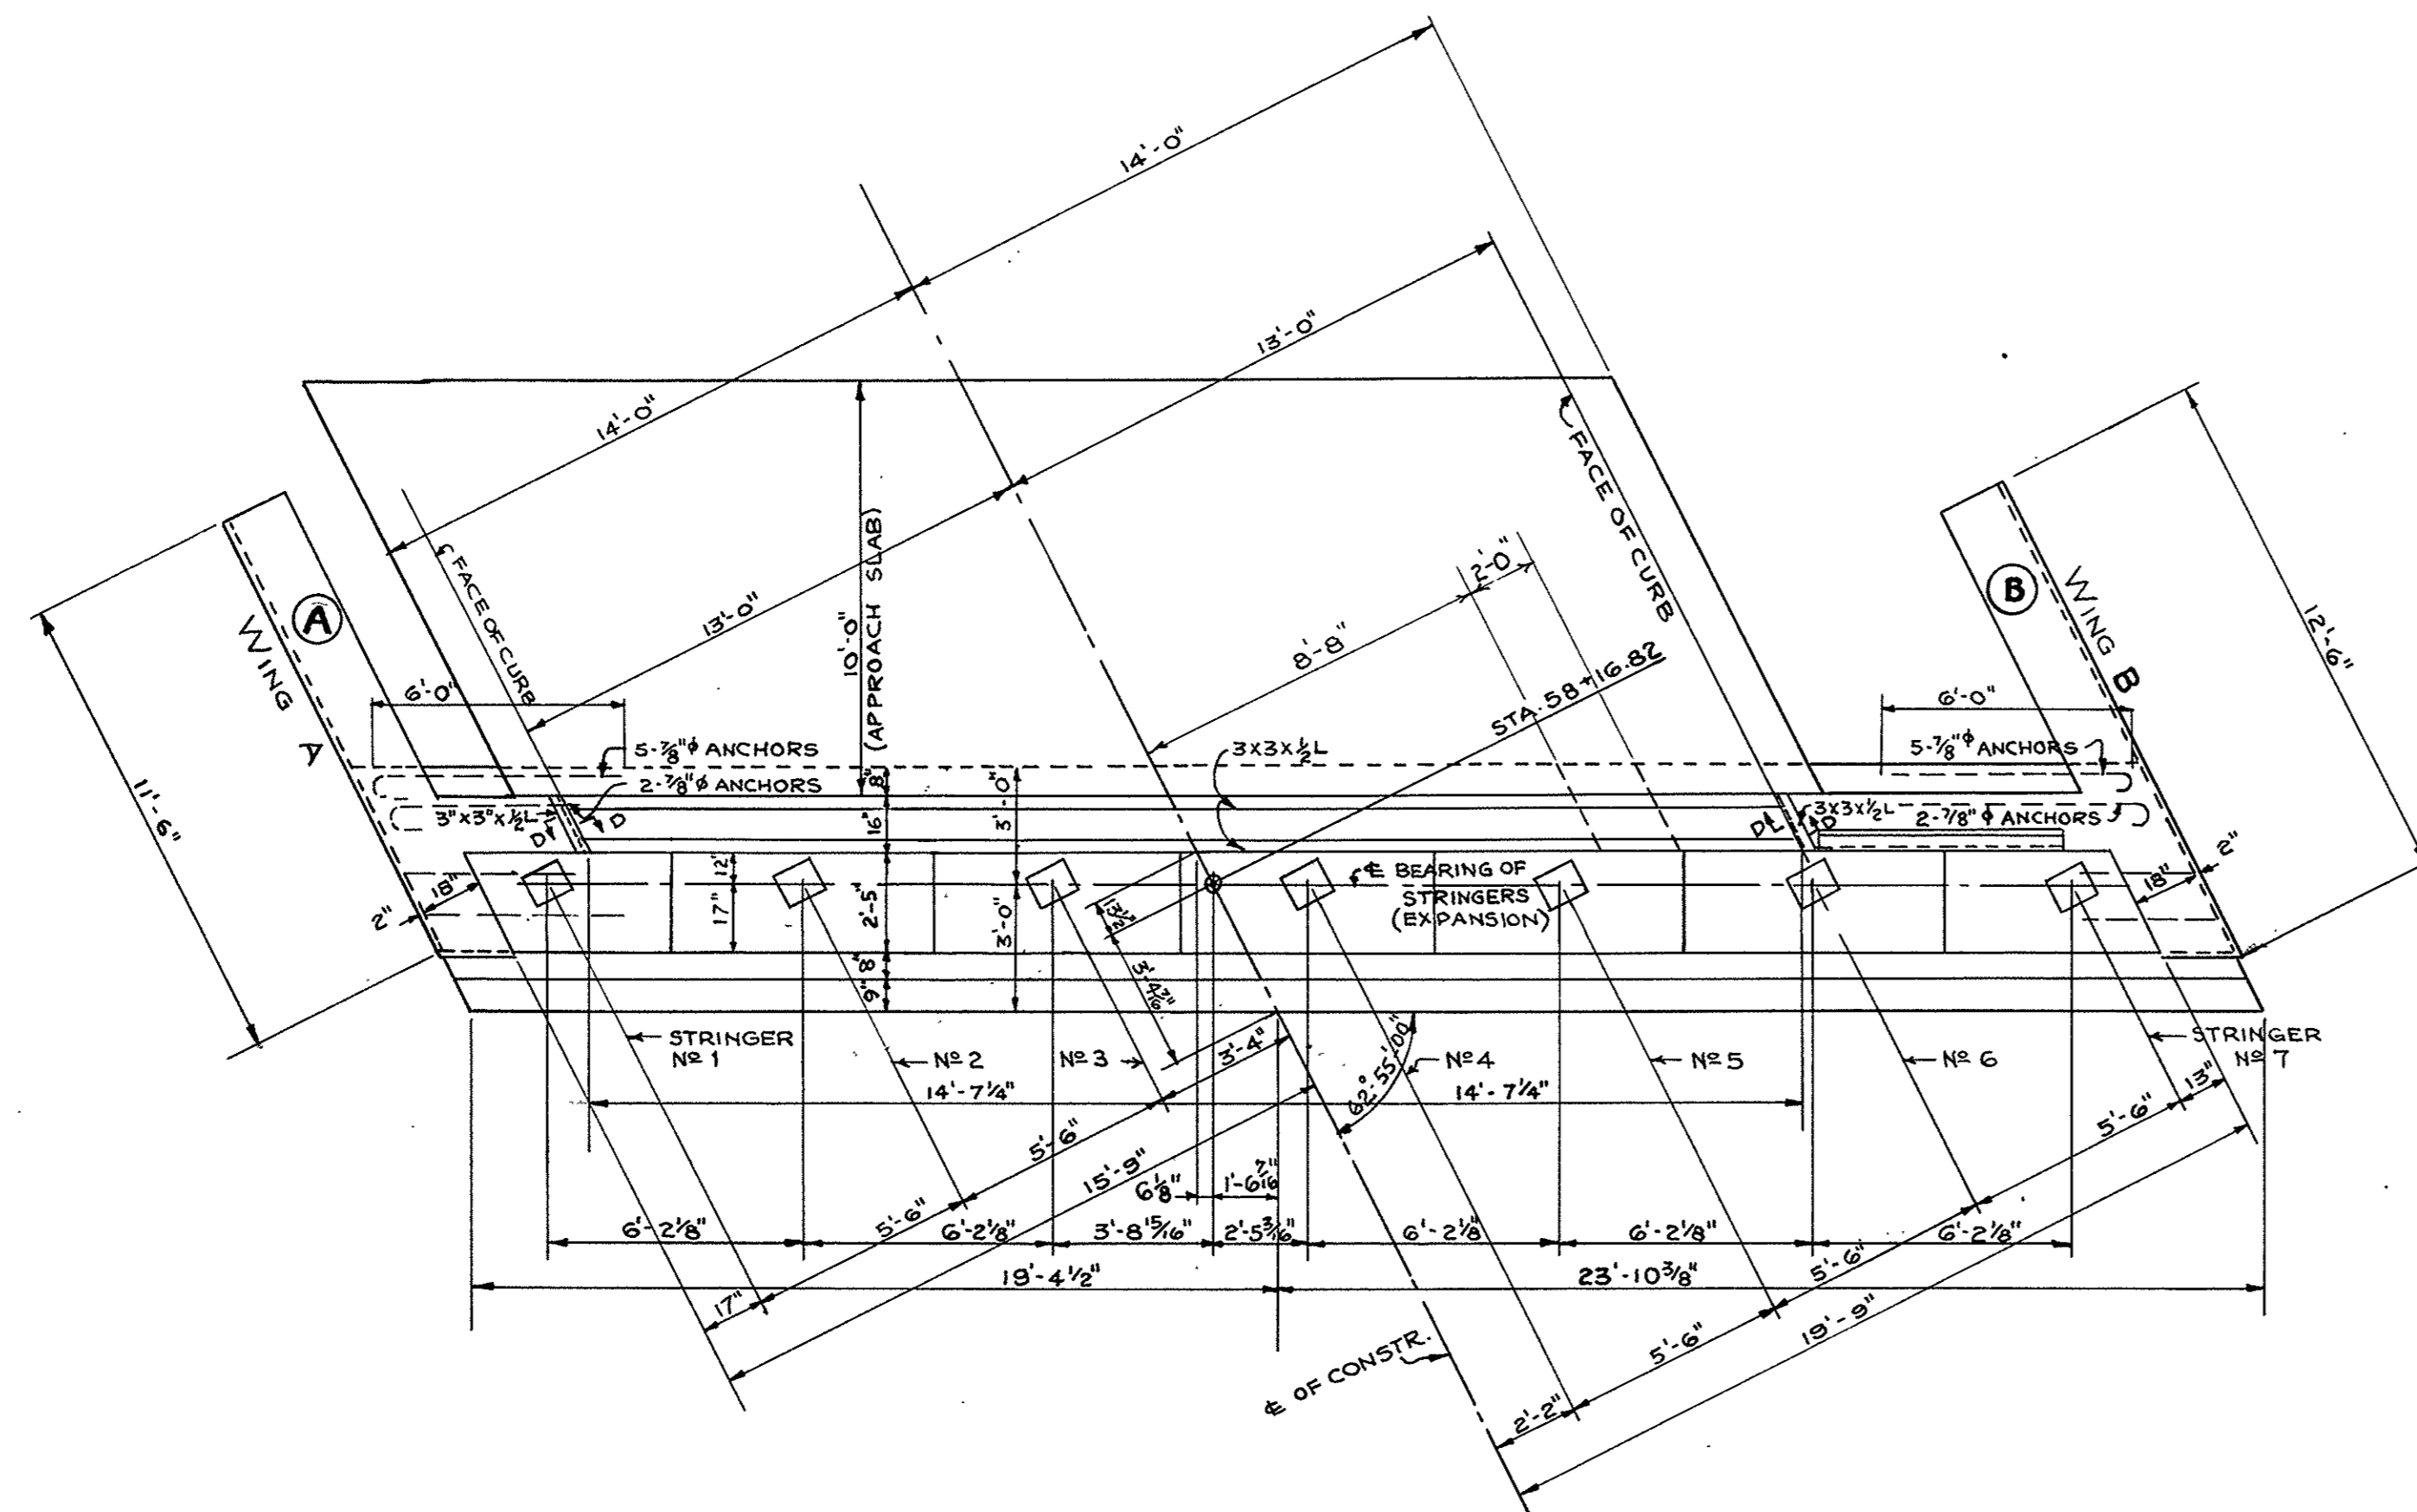 14'-0"
14'-0"
13'-0"
13'-0"
FACE OF CURB
FACE OF CURB
10'-0"
(APPROACH SLAB)
WING A
A
WING B
B
11'-6"
12'-6"
2'-0"
8'-8"
STA. 58+16.82
6'-0"
6'-0"
5-7/8"φ ANCHORS
2-7/8"φ ANCHORS
3"x3"x1/2L
D
D
3x3x1/2L
5-7/8"φ ANCHORS
3x3x1/2L
2-7/8"φ ANCHORS
D
D
8"
16"
3'-0"
12"
17"
2'-5"
3'-0"
8"
9"
18"
2"
18"
2"
℄ BEARING OF
STRINGERS
(EXPANSION)
3'-4 7/16"
3'-4"
62°-55'-00"
STRINGER
Nº 1
Nº 2
Nº 3
Nº 4
Nº 5
Nº 6
STRINGER
Nº 7
14'-7 1/4"
14'-7 1/4"
13"
5'-6"
5'-6"
15'-9"
5'-6"
6 1/8"
1'-6 7/16"
6'-2 1/8"
6'-2 1/8"
3'-8 15/16"
2'-5 3/16"
6'-2 1/8"
6'-2 1/8"
6'-2 1/8"
19'-4 1/2"
23'-10 3/8"
17"
5'-6"
5'-6"
19'-9"
2'-2"
℄ OF CONSTR.